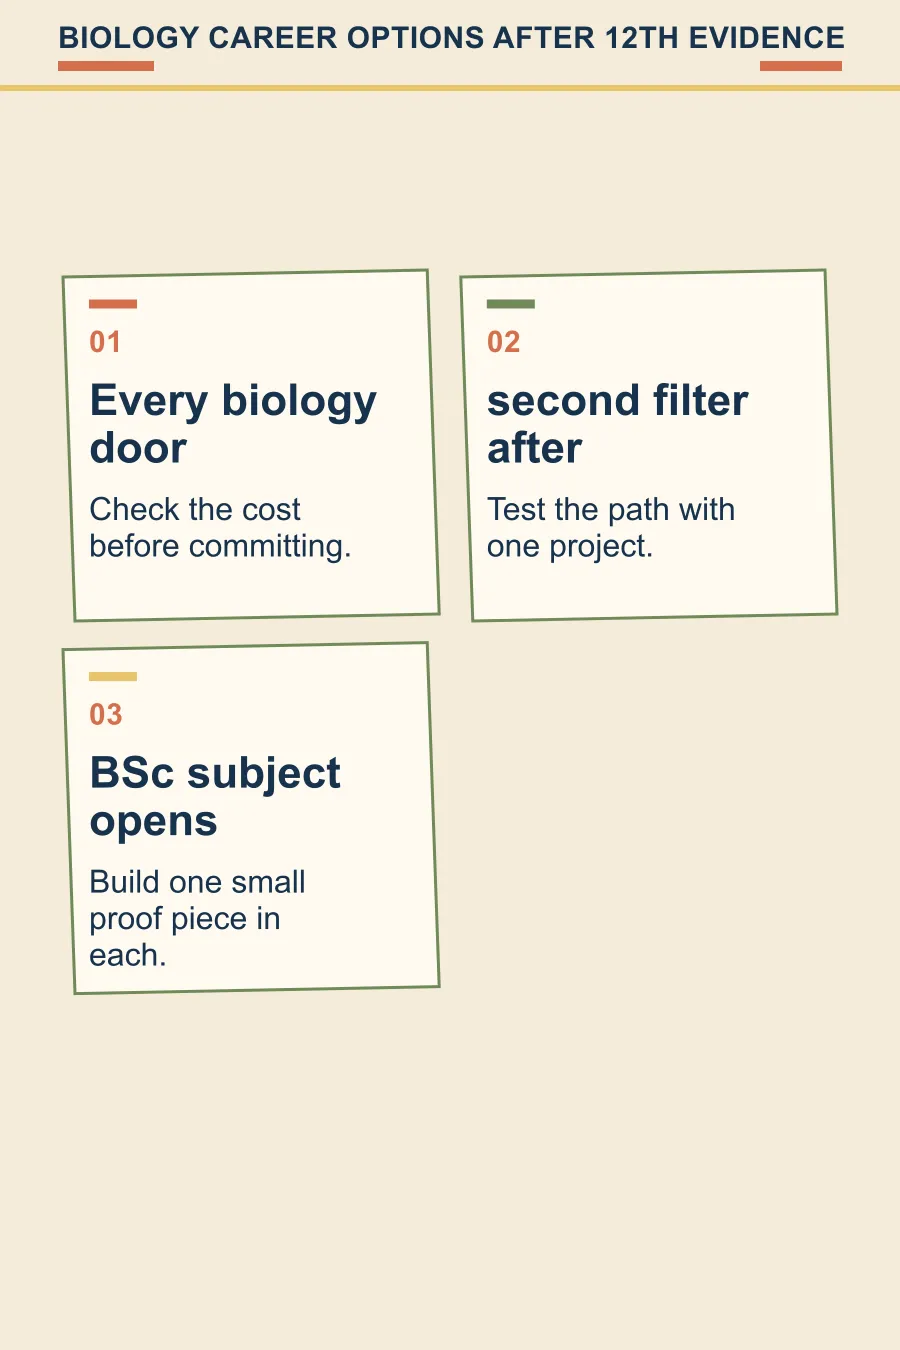 BIOLOGY CAREER OPTIONS AFTER 12TH EVIDENCE
01
Every biology
door
Check the cost
before committing.
02
second filter
after
Test the path with
one project.
03
BSc subject
opens
Build one small
proof piece in
each.